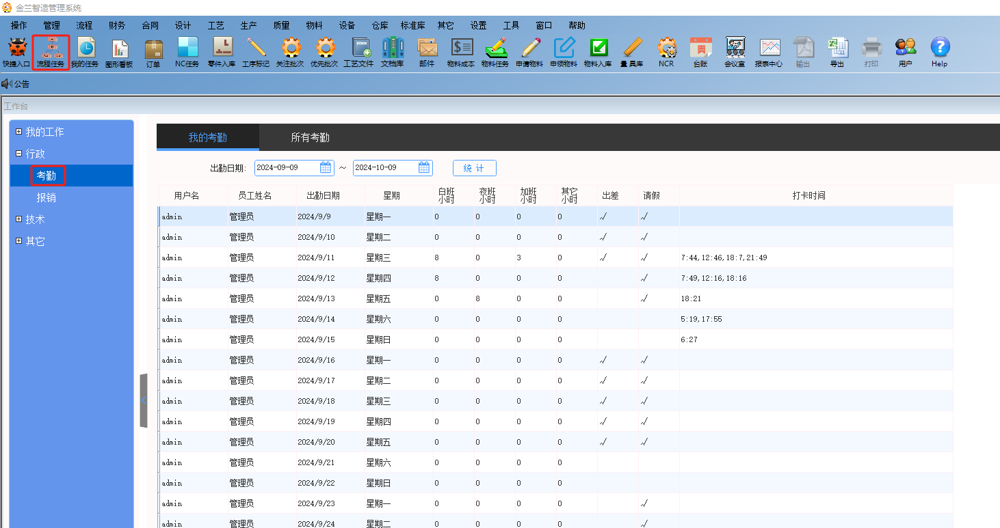 金兰智造管理系统
操作 管理 流程 财务 合同 设计 工艺 生产 质量 物料 设备 仓库 标准库 其它 设置 工具 窗口 帮助
快捷入口 流程任务 我的任务 图形看板 订单 NC任务 零件入库 工序标记 关注批次 优先批次 工艺文件 文档库 邮件 物料成本 物料任务 申请物料 申领物料 物料入库 量具库 NCR 台账 会议室 报表中心 输出 导出 打印 用户 Help
公告
工作台
我的工作
行政
考勤
报销
技术
其它
我的考勤 所有考勤
出勤日期: 2024-09-09 ~ 2024-10-09 统 计
用户名 员工姓名 出勤日期 星期 白班小时 夜班小时 加班小时 其它小时 出差 请假 打卡时间
admin 管理员 2024/9/9 星期一 0 0 0 0 √ √
admin 管理员 2024/9/10 星期二 0 0 0 0 √ √
admin 管理员 2024/9/11 星期三 8 0 3 0 √ √ 7:44,12:46,18:7,21:49
admin 管理员 2024/9/12 星期四 8 0 0 0 √ 7:49,12:16,18:16
admin 管理员 2024/9/13 星期五 0 8 0 0 √ 18:21
admin 管理员 2024/9/14 星期六 0 0 0 0 5:19,17:55
admin 管理员 2024/9/15 星期日 0 0 0 0 6:27
admin 管理员 2024/9/16 星期一 0 0 0 0 √ √
admin 管理员 2024/9/17 星期二 0 0 0 0 √ √
admin 管理员 2024/9/18 星期三 0 0 0 0 √ √
admin 管理员 2024/9/19 星期四 0 0 0 0 √ √
admin 管理员 2024/9/20 星期五 0 0 0 0 √ √
admin 管理员 2024/9/21 星期六 0 0 0 0
admin 管理员 2024/9/22 星期日 0 0 0 0
admin 管理员 2024/9/23 星期一 0 0 0 0 √
admin 管理员 2024/9/24 星期二 0 0 0 0 √